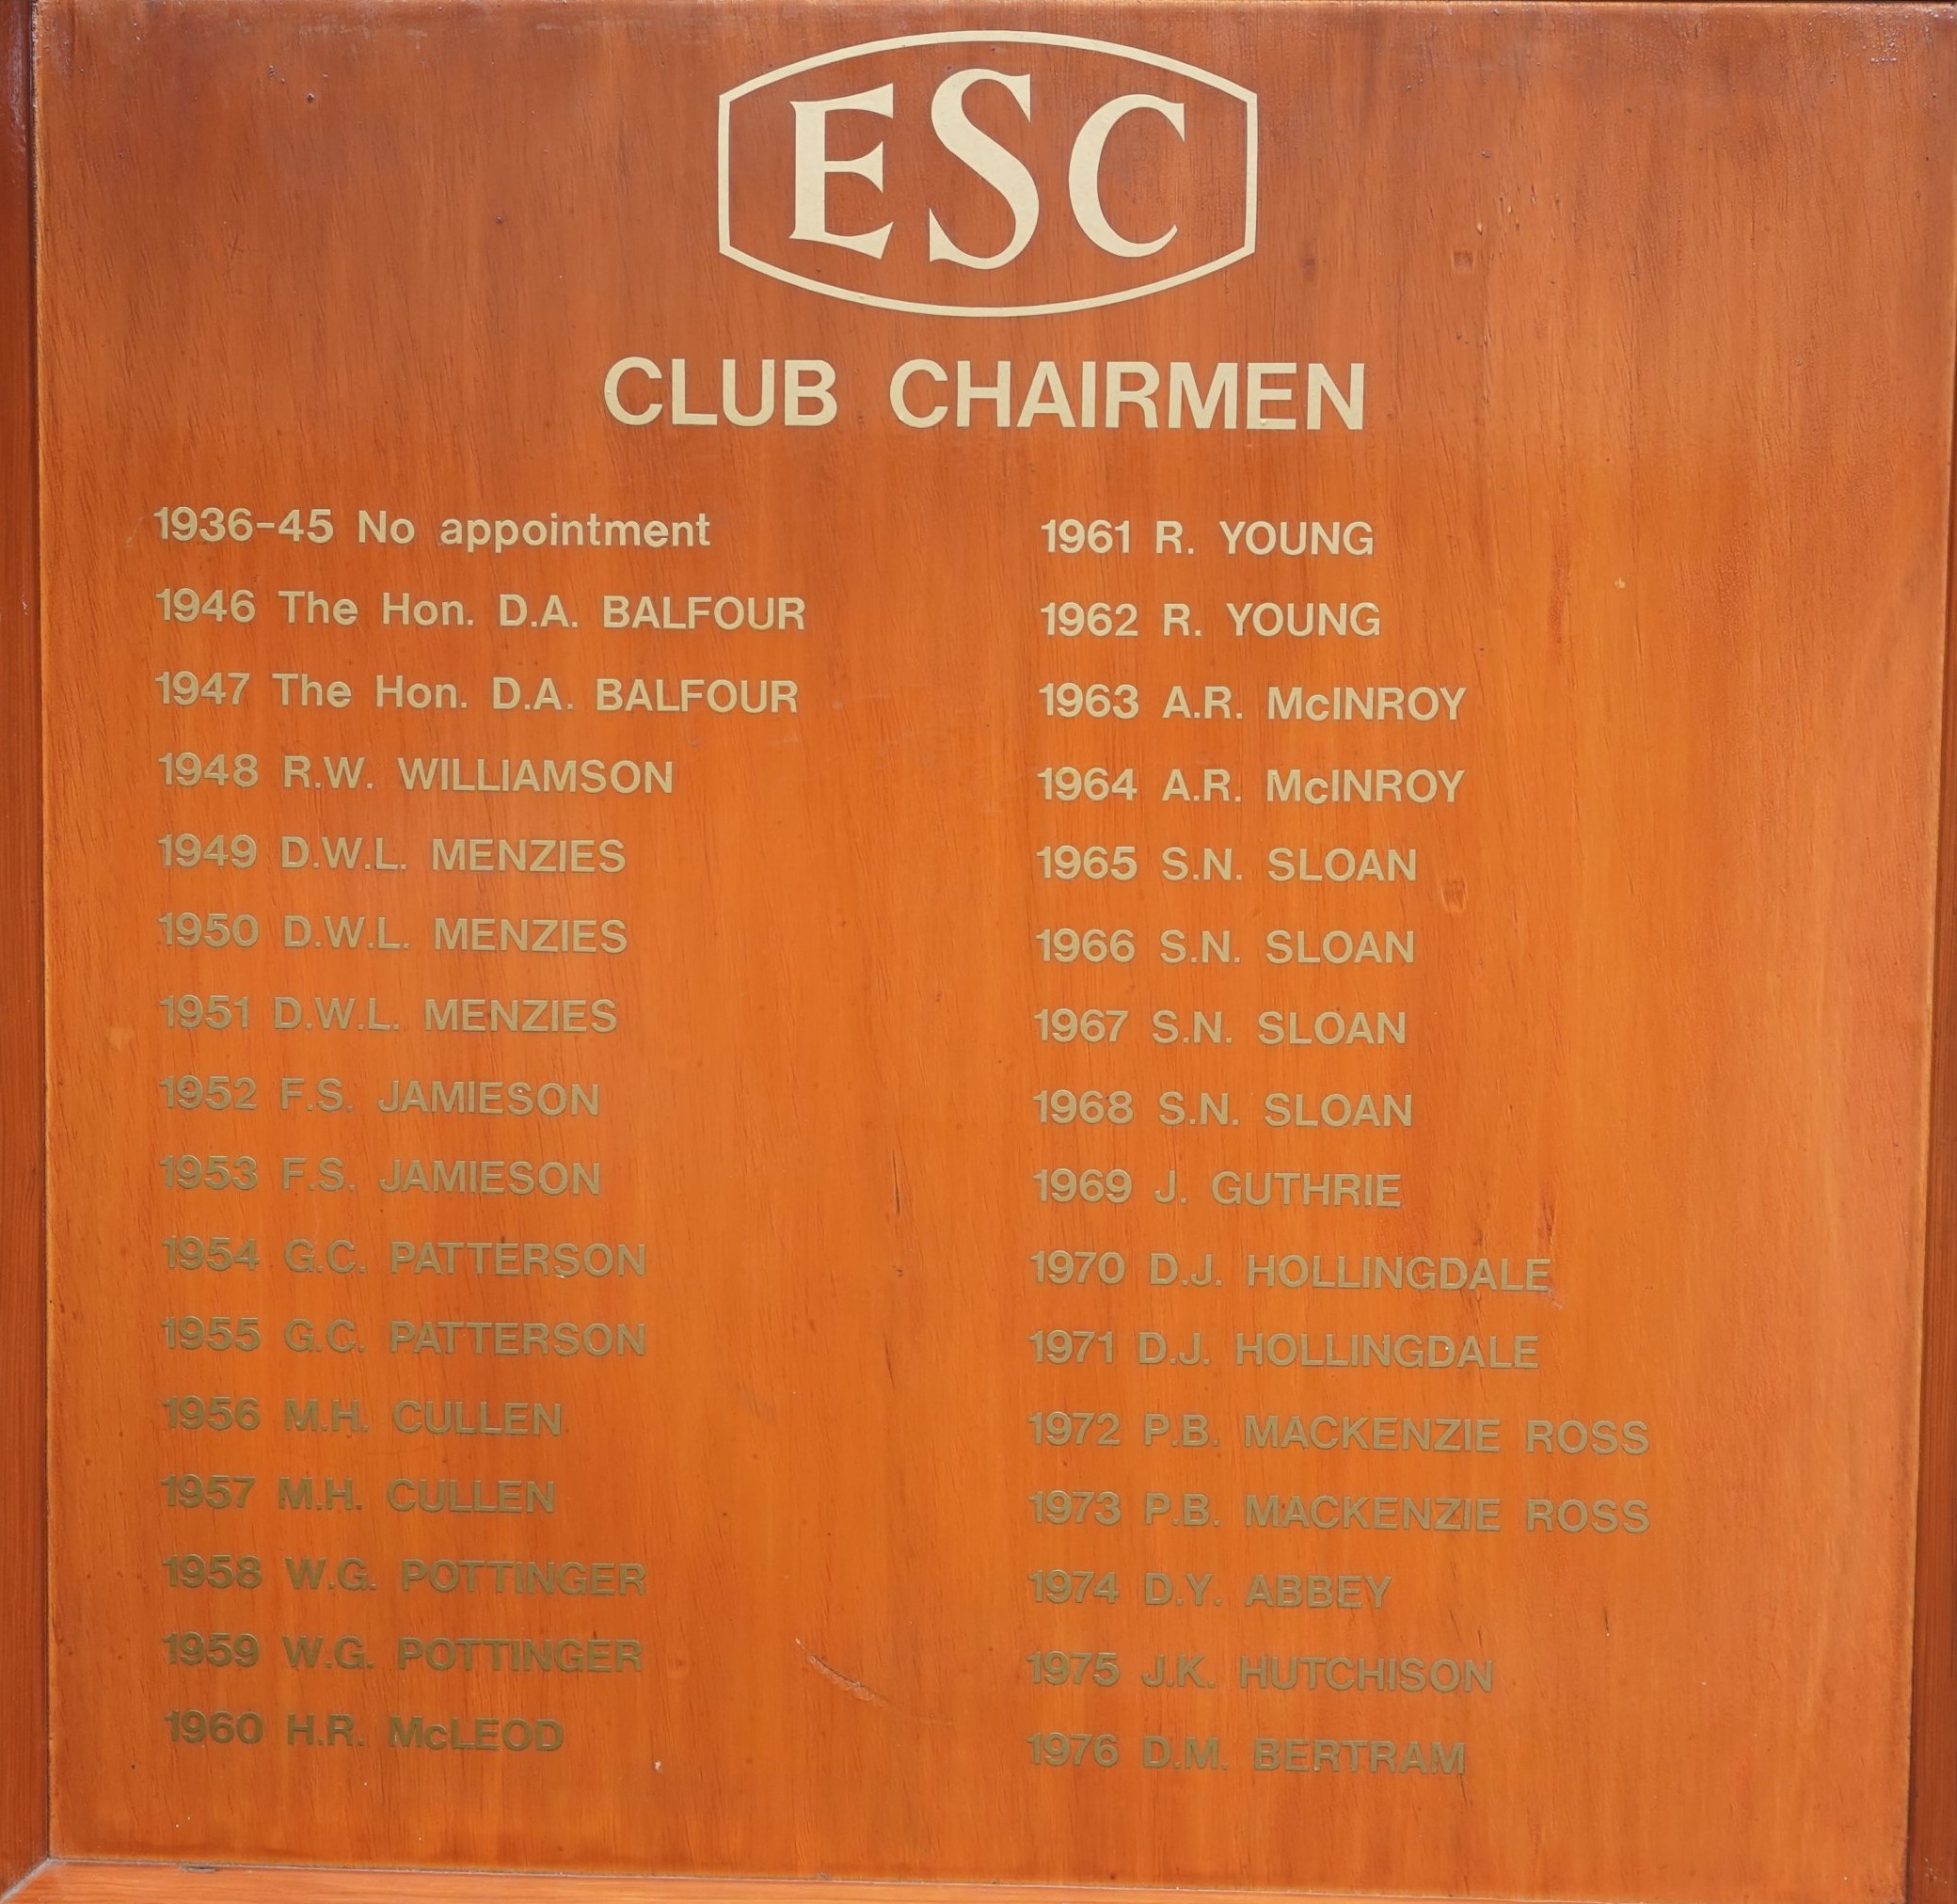 ESC
CLUB CHAIRMEN
1936-45 No appointment
1946 The Hon. D.A. BALFOUR
1947 The Hon. D.A. BALFOUR
1948 R.W. WILLIAMSON
1949 D.W.L. MENZIES
1950 D.W.L. MENZIES
1951 D.W.L. MENZIES
1952 F.S. JAMIESON
1953 F.S. JAMIESON
1954 G.C. PATTERSON
1955 G.C. PATTERSON
1956 M.H. CULLEN
1957 M.H. CULLEN
1958 W.G. POTTINGER
1959 W.G. POTTINGER
1960 H.R. McLEOD
1961 R. YOUNG
1962 R. YOUNG
1963 A.R. McINROY
1964 A.R. McINROY
1965 S.N. SLOAN
1966 S.N. SLOAN
1967 S.N. SLOAN
1968 S.N. SLOAN
1969 J. GUTHRIE
1970 D.J. HOLLINGDALE
1971 D.J. HOLLINGDALE
1972 P.B. MACKENZIE ROSS
1973 P.B. MACKENZIE ROSS
1974 D.Y. ABBEY
1975 J.K. HUTCHISON
1976 D.M. BERTRAM